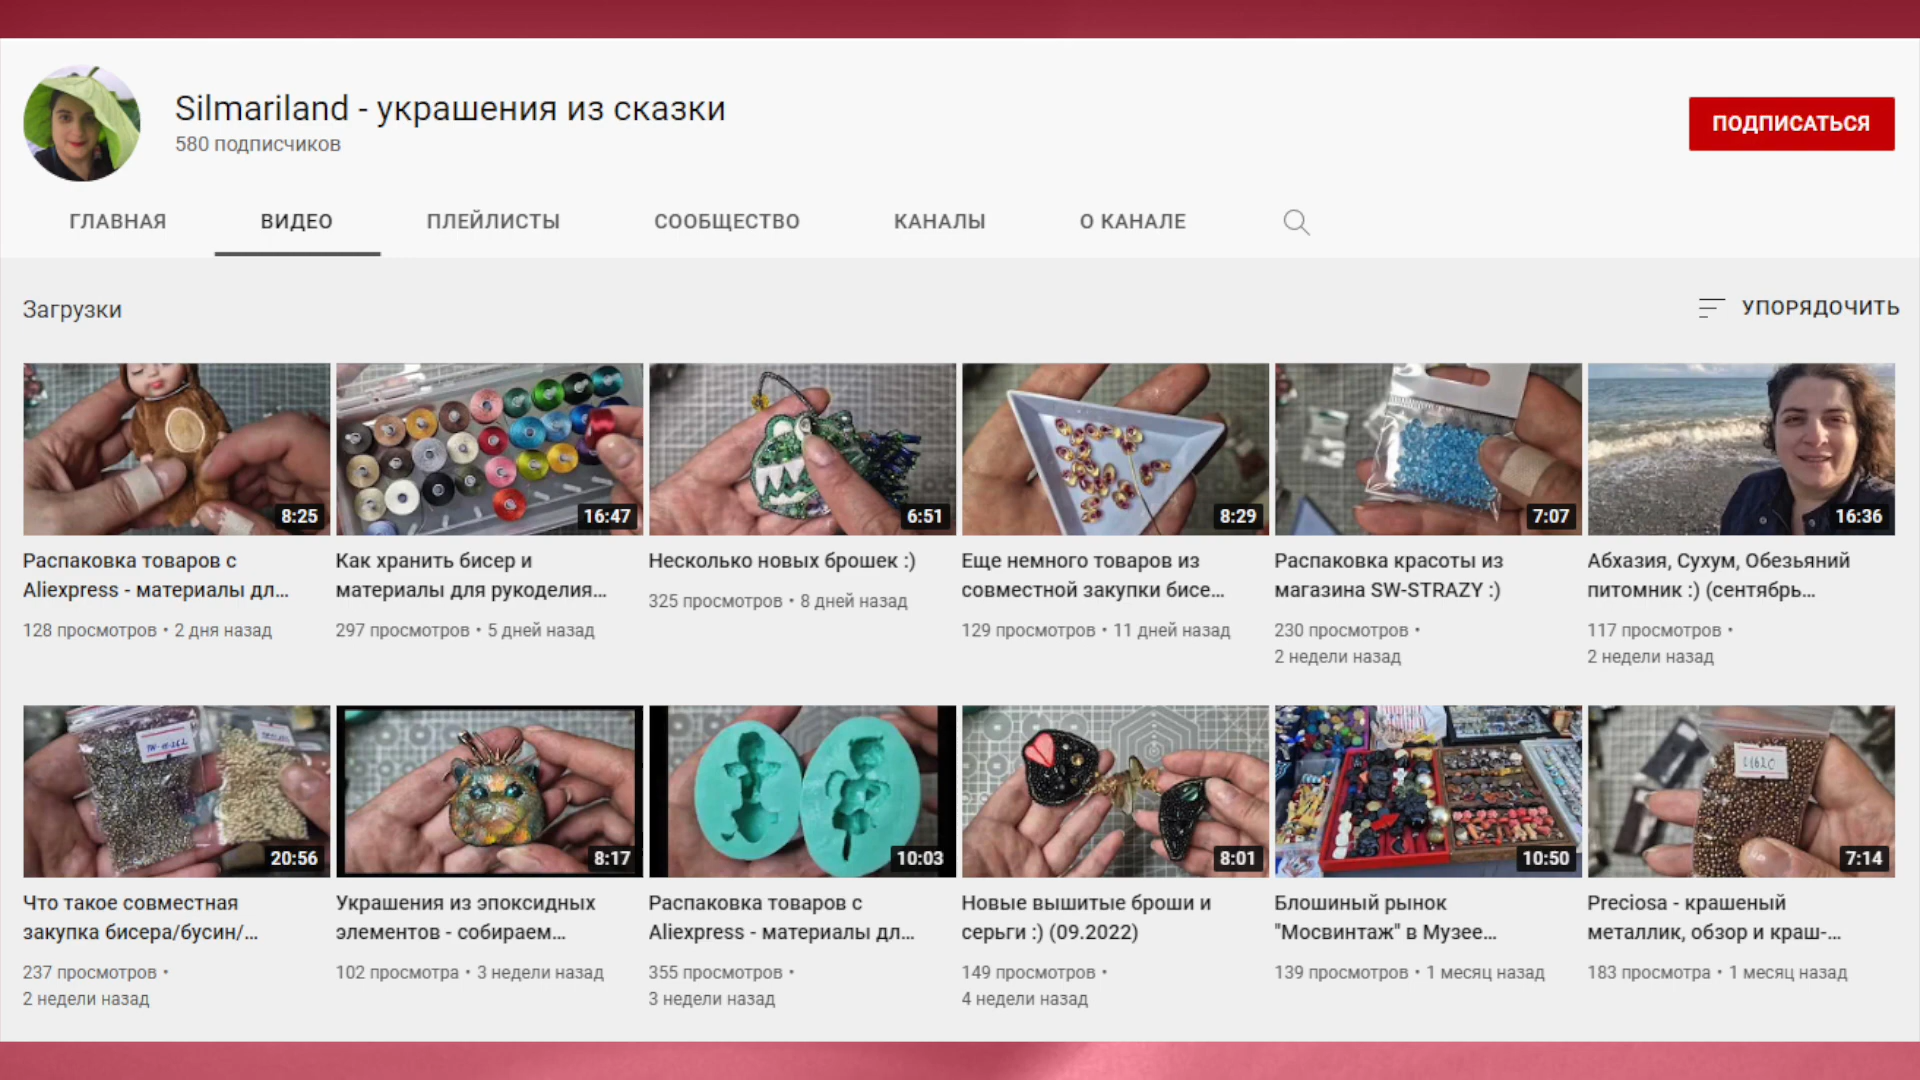 Silmariland - украшения из сказки
580 подписчиков
ПОДПИСАТЬСЯ
ГЛАВНАЯ
ВИДЕО
ПЛЕЙЛИСТЫ
СООБЩЕСТВО
КАНАЛЫ
О КАНАЛЕ
Загрузки
УПОРЯДОЧИТЬ
8:25
16:47
6:51
8:29
7:07
16:36
Распаковка товаров с
Aliexpress - материалы дл...
128 просмотров • 2 дня назад
Как хранить бисер и
материалы для рукоделия...
297 просмотров • 5 дней назад
Несколько новых брошек :)
325 просмотров • 8 дней назад
Еще немного товаров из
совместной закупки бисе...
129 просмотров • 11 дней назад
Распаковка красоты из
магазина SW-STRAZY :)
230 просмотров •
2 недели назад
Абхазия, Сухум, Обезьяний
питомник :) (сентябрь...
117 просмотров •
2 недели назад
20:56
8:17
10:03
8:01
10:50
01620
7:14
Что такое совместная
закупка бисера/бусин/...
237 просмотров •
2 недели назад
Украшения из эпоксидных
элементов - собираем...
102 просмотра • 3 недели назад
Распаковка товаров с
Aliexpress - материалы дл...
355 просмотров •
3 недели назад
Новые вышитые броши и
серьги :) (09.2022)
149 просмотров •
4 недели назад
Блошиный рынок
"Мосвинтаж" в Музее...
139 просмотров • 1 месяц назад
Preciosa - крашеный
металлик, обзор и краш-...
183 просмотра • 1 месяц назад